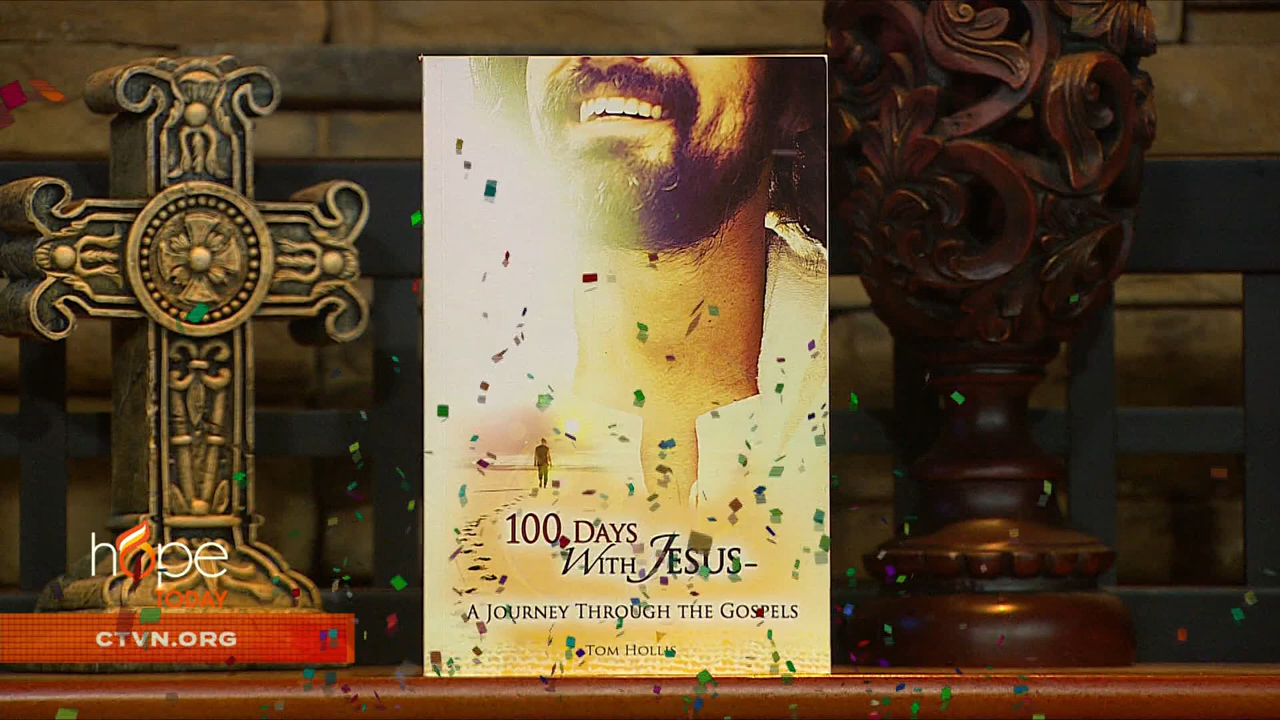 100 DAYS
WITH JESUS–
A JOURNEY THROUGH THE GOSPELS
TOM HOLLIS
hope
TODAY
CTVN.ORG